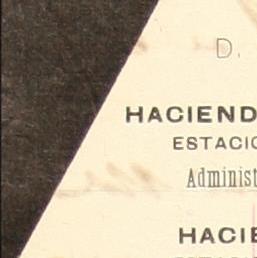 D.
HACIEND
ESTACIO
Administ
HACIE